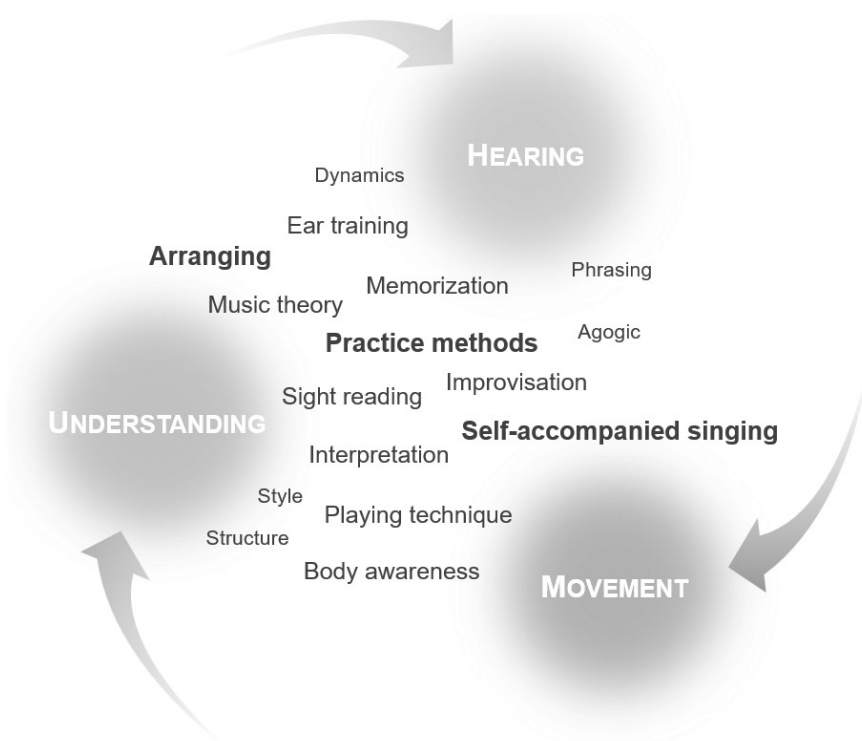 HEARING
Dynamics
Ear training
Arranging
Phrasing
Memorization
Music theory
Agogic
Practice methods
Improvisation
Sight reading
UNDERSTANDING
Self-accompanied singing
Interpretation
Style
Playing technique
Structure
Body awareness
MOVEMENT